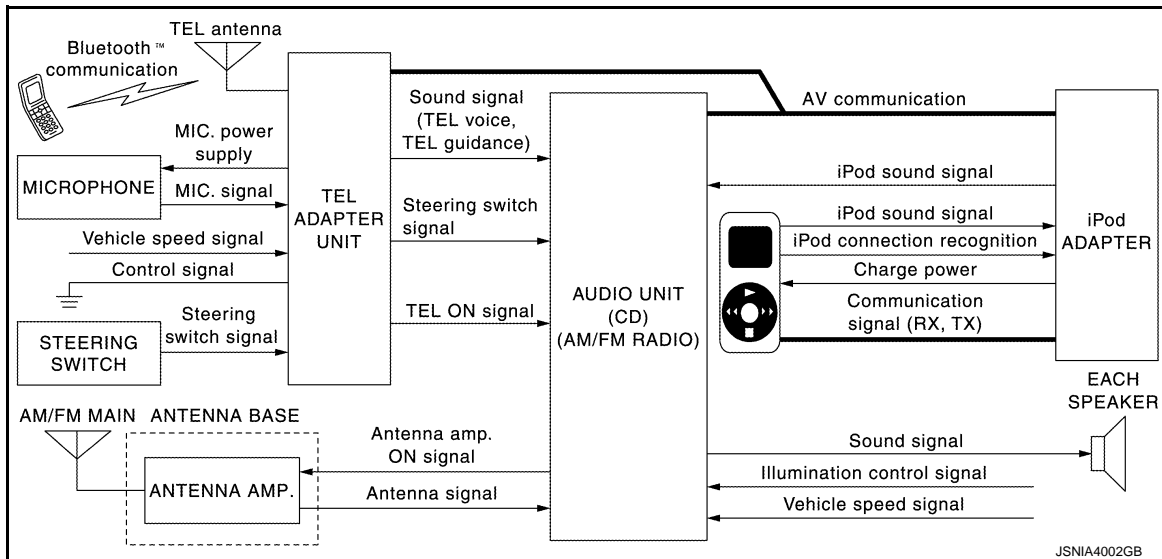 TEL antenna
Bluetooth™
communication
MIC. power
supply
MICROPHONE
MIC. signal
Vehicle speed signal
Control signal
Steering
switch signal
STEERING
SWITCH
TEL
ADAPTER
UNIT
Sound signal
(TEL voice,
TEL guidance)
Steering switch
signal
TEL ON signal
AM/FM MAIN
ANTENNA BASE
ANTENNA AMP.
Antenna amp.
ON signal
Antenna signal
AUDIO UNIT
(CD)
(AM/FM RADIO)
AV communication
iPod sound signal
iPod sound signal
iPod connection recognition
Charge power
Communication
signal (RX, TX)
iPod
ADAPTER
EACH
SPEAKER
Sound signal
Illumination control signal
Vehicle speed signal
JSNIA4002GB